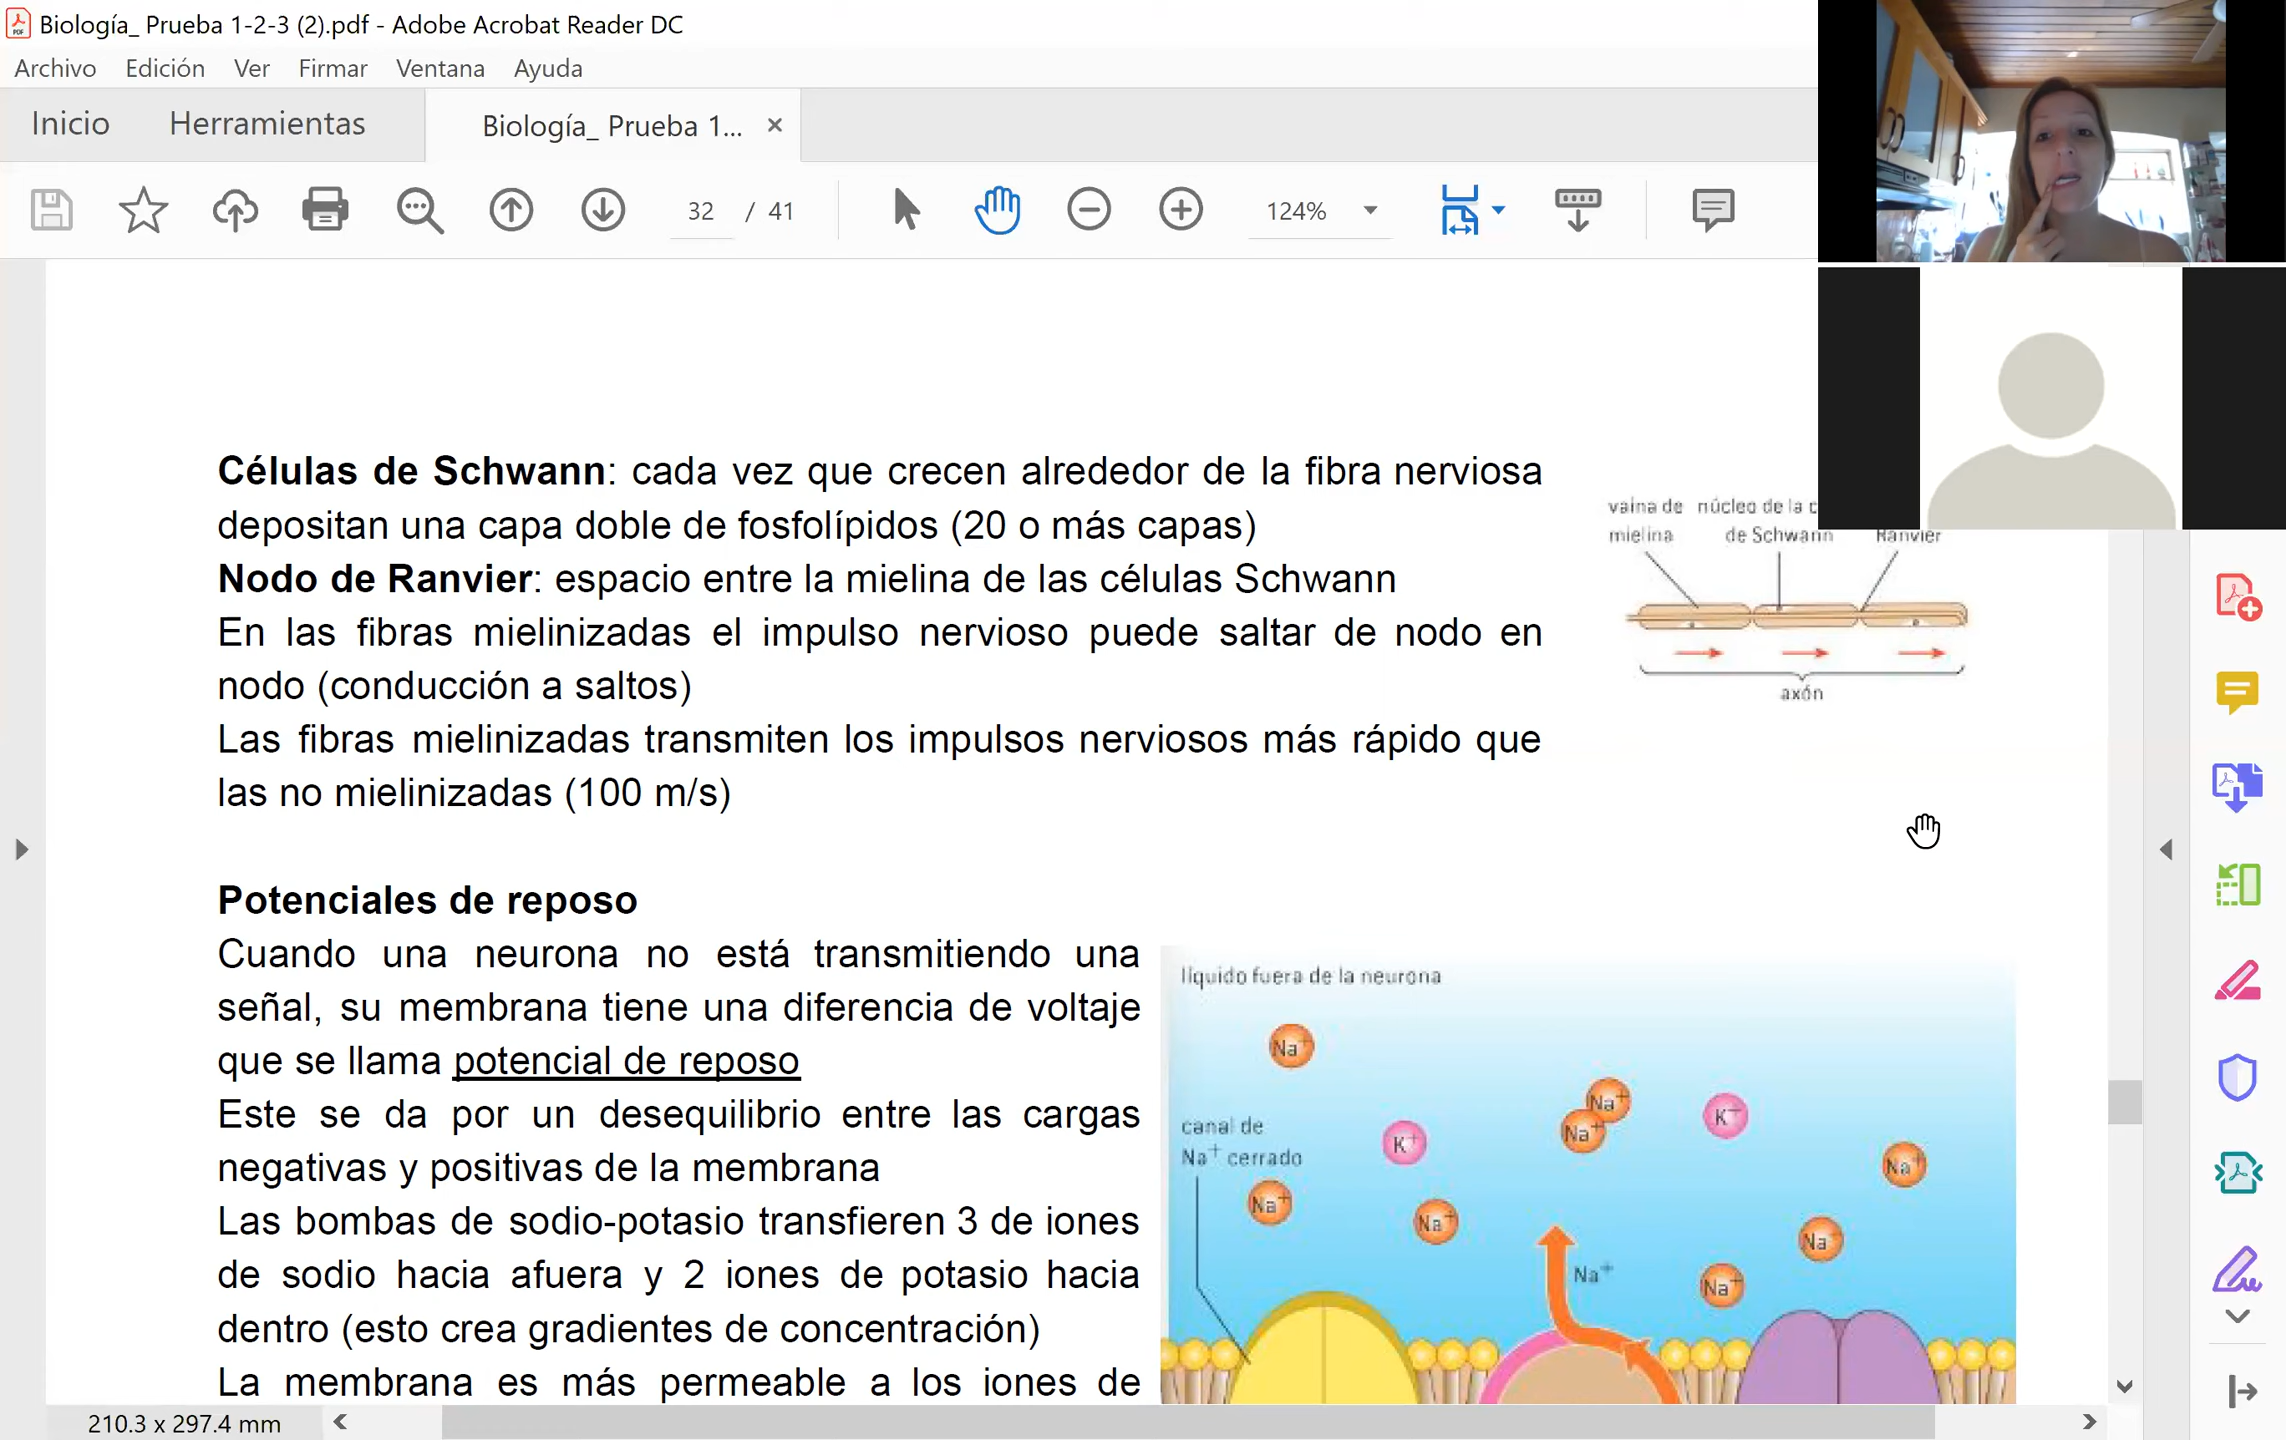 Biología_ Prueba 1-2-3 (2).pdf - Adobe Acrobat Reader DC
Archivo Edición Ver Firmar Ventana Ayuda
Inicio Herramientas Biología_ Prueba 1... ×
32 / 41 124%
Células de Schwann: cada vez que crecen alrededor de la fibra nerviosa
depositan una capa doble de fosfolípidos (20 o más capas)
Nodo de Ranvier: espacio entre la mielina de las células Schwann
En las fibras mielinizadas el impulso nervioso puede saltar de nodo en
nodo (conducción a saltos)
Las fibras mielinizadas transmiten los impulsos nerviosos más rápido que
las no mielinizadas (100 m/s)
vaina de
mielina
núcleo de la c
de Schwann
Ranvier
axón
Potenciales de reposo
Cuando una neurona no está transmitiendo una
señal, su membrana tiene una diferencia de voltaje
que se llama potencial de reposo
Este se da por un desequilibrio entre las cargas
negativas y positivas de la membrana
Las bombas de sodio-potasio transfieren 3 de iones
de sodio hacia afuera y 2 iones de potasio hacia
dentro (esto crea gradientes de concentración)
La membrana es más permeable a los iones de
líquido fuera de la neurona
Na⁺
Na⁺
K⁺
Na⁺
K⁺
canal de
Na⁺ cerrado
Na⁺
Na⁺
Na⁺
Na⁺
Na⁺
Na⁺
210.3 x 297.4 mm